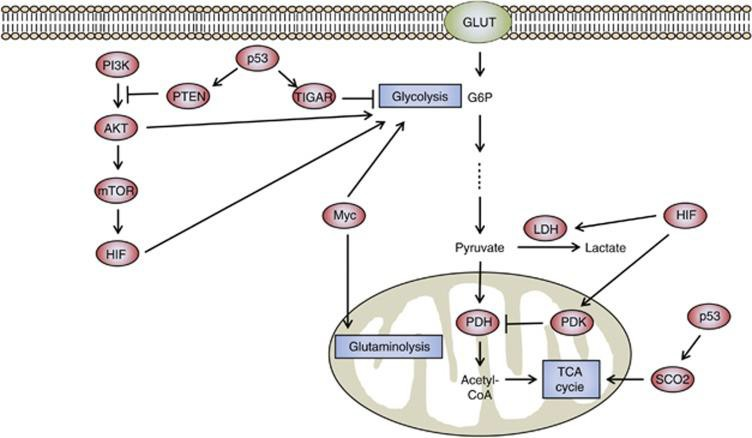 GLUT
p53
PI3K
PTEN
TIGAR
Glycolysis
G6P
AKT
mTOR
Myc
HIF
LDH
HIF
Pyruvate
Lactate
PDH
PDK
p53
Glutaminolysis
Acetyl-
CoA
TCA
cycie
SCO2